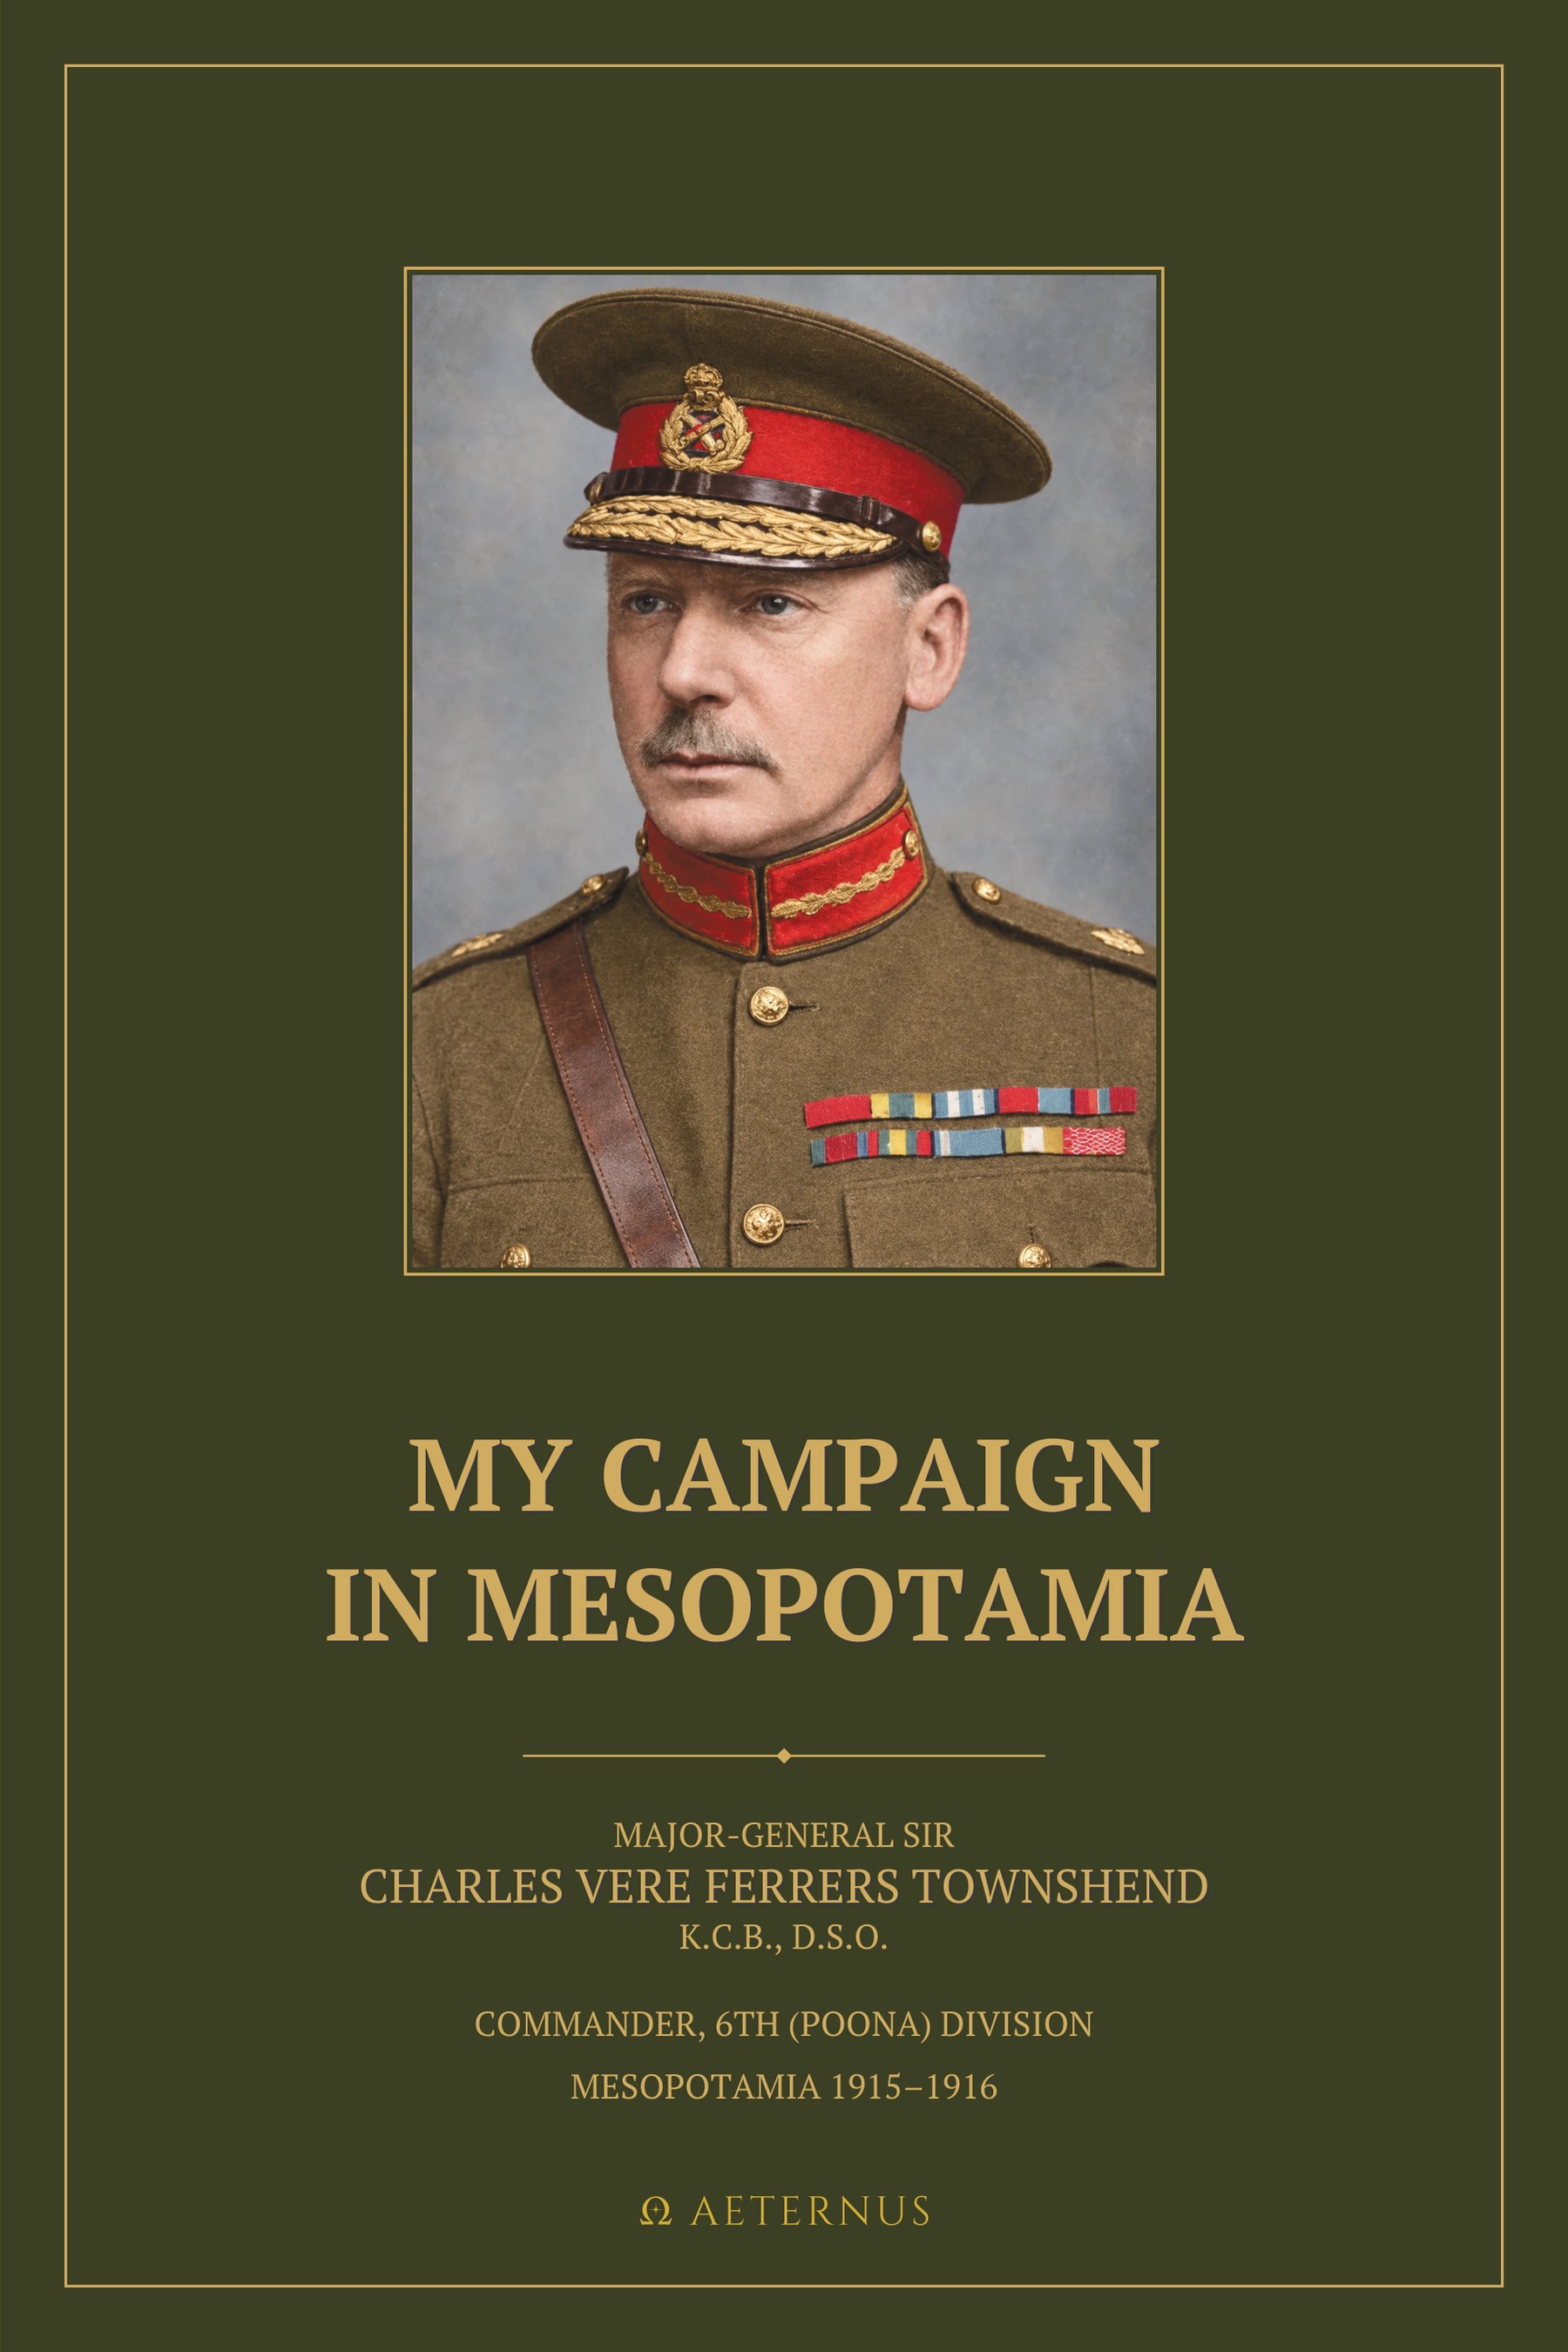 MY CAMPAIGN
IN MESOPOTAMIA
MAJOR-GENERAL SIR
CHARLES VERE FERRERS TOWNSHEND
K.C.B., D.S.O.
COMMANDER, 6TH (POONA) DIVISION
MESOPOTAMIA 1915–1916
Ω AETERNUS